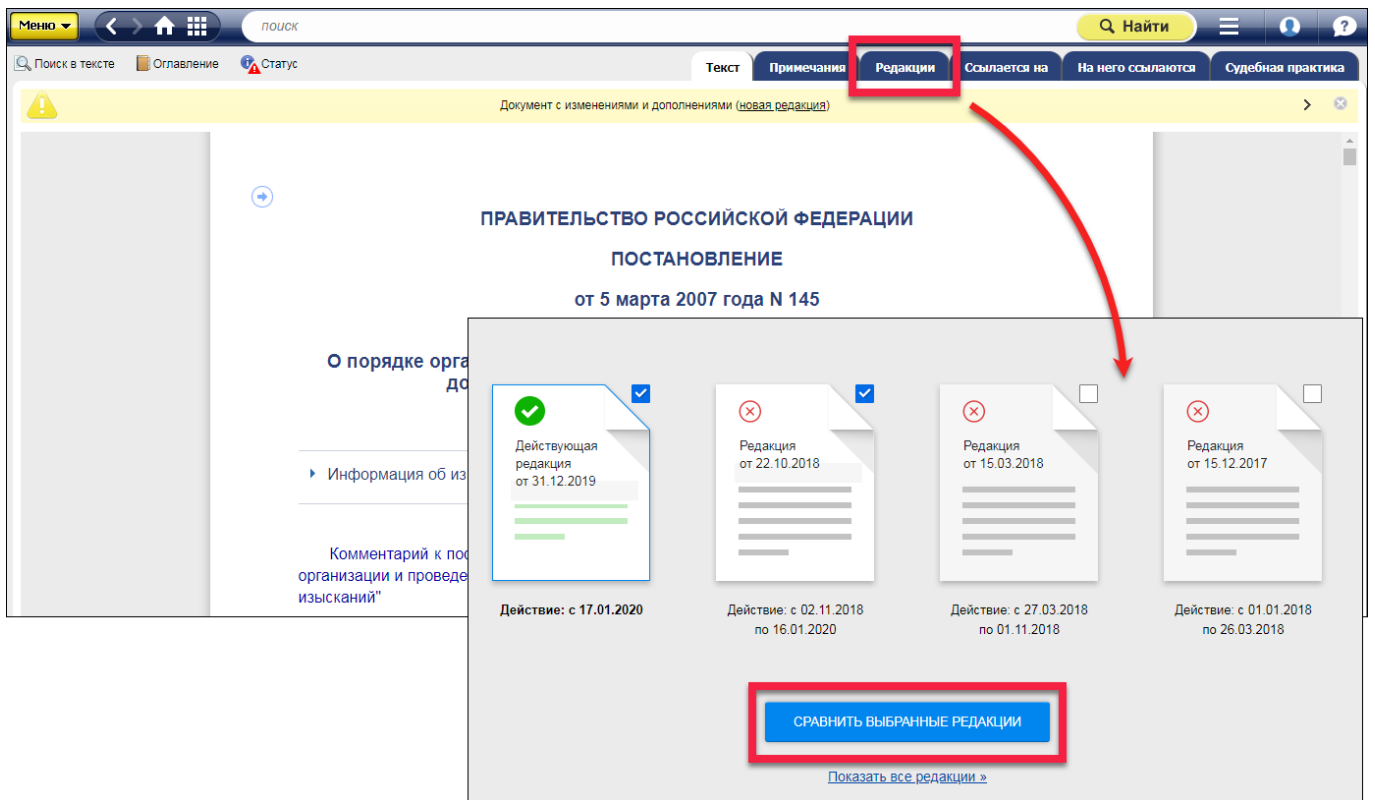 Меню
поиск
Найти
?
Поиск в тексте
Оглавление
Статус
Текст
Примечания
Редакции
Ссылается на
На него ссылаются
Судебная практика
Документ с изменениями и дополнениями (новая редакция)
ПРАВИТЕЛЬСТВО РОССИЙСКОЙ ФЕДЕРАЦИИ
ПОСТАНОВЛЕНИЕ
от 5 марта 2007 года N 145
О порядке орга
до
Информация об из
Комментарий к пос
организации и проведе
изысканий"
Действующая
редакция
от 31.12.2019
Действие: с 17.01.2020
Редакция
от 22.10.2018
Действие: с 02.11.2018
по 16.01.2020
Редакция
от 15.03.2018
Действие: с 27.03.2018
по 01.11.2018
Редакция
от 15.12.2017
Действие: с 01.01.2018
по 26.03.2018
СРАВНИТЬ ВЫБРАННЫЕ РЕДАКЦИИ
Показать все редакции »